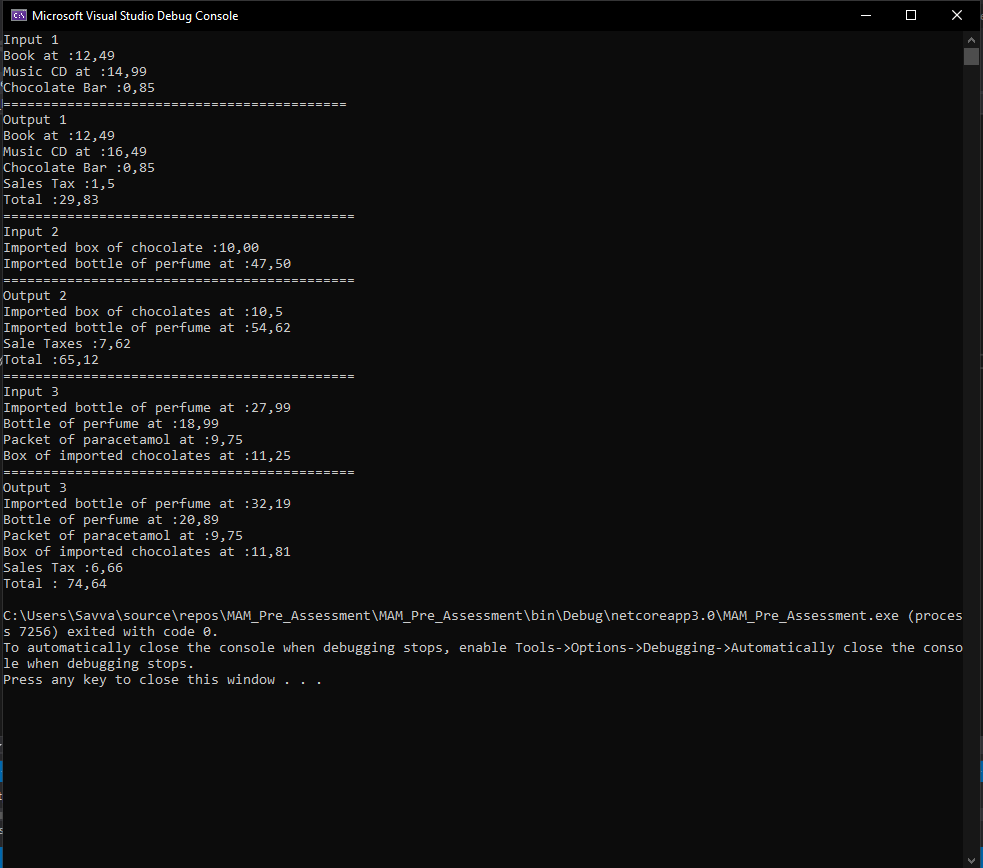 Microsoft Visual Studio Debug Console
Input 1
Book at :12,49
Music CD at :14,99
Chocolate Bar :0,85
===========================================
Output 1
Book at :12,49
Music CD at :16,49
Chocolate Bar :0,85
Sales Tax :1,5
Total :29,83
============================================
Input 2
Imported box of chocolate :10,00
Imported bottle of perfume at :47,50
============================================
Output 2
Imported box of chocolates at :10,5
Imported bottle of perfume at :54,62
Sale Taxes :7,62
Total :65,12
============================================
Input 3
Imported bottle of perfume at :27,99
Bottle of perfume at :18,99
Packet of paracetamol at :9,75
Box of imported chocolates at :11,25
============================================
Output 3
Imported bottle of perfume at :32,19
Bottle of perfume at :20,89
Packet of paracetamol at :9,75
Box of imported chocolates at :11,81
Sales Tax :6,66
Total : 74,64
C:\Users\Savva\source\repos\MAM_Pre_Assessment\MAM_Pre_Assessment\bin\Debug\netcoreapp3.0\MAM_Pre_Assessment.exe (proces
s 7256) exited with code 0.
To automatically close the console when debugging stops, enable Tools->Options->Debugging->Automatically close the conso
le when debugging stops.
Press any key to close this window . . .